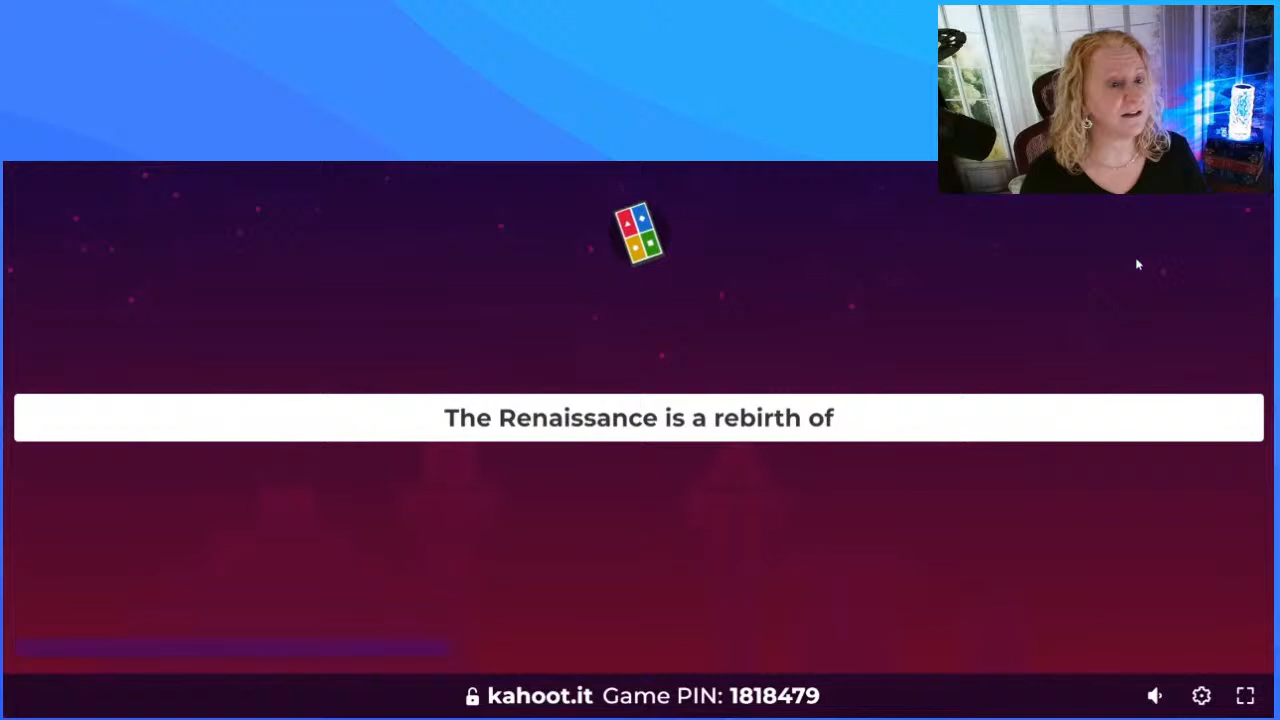 The Renaissance is a rebirth of
kahoot.it Game PIN: 1818479